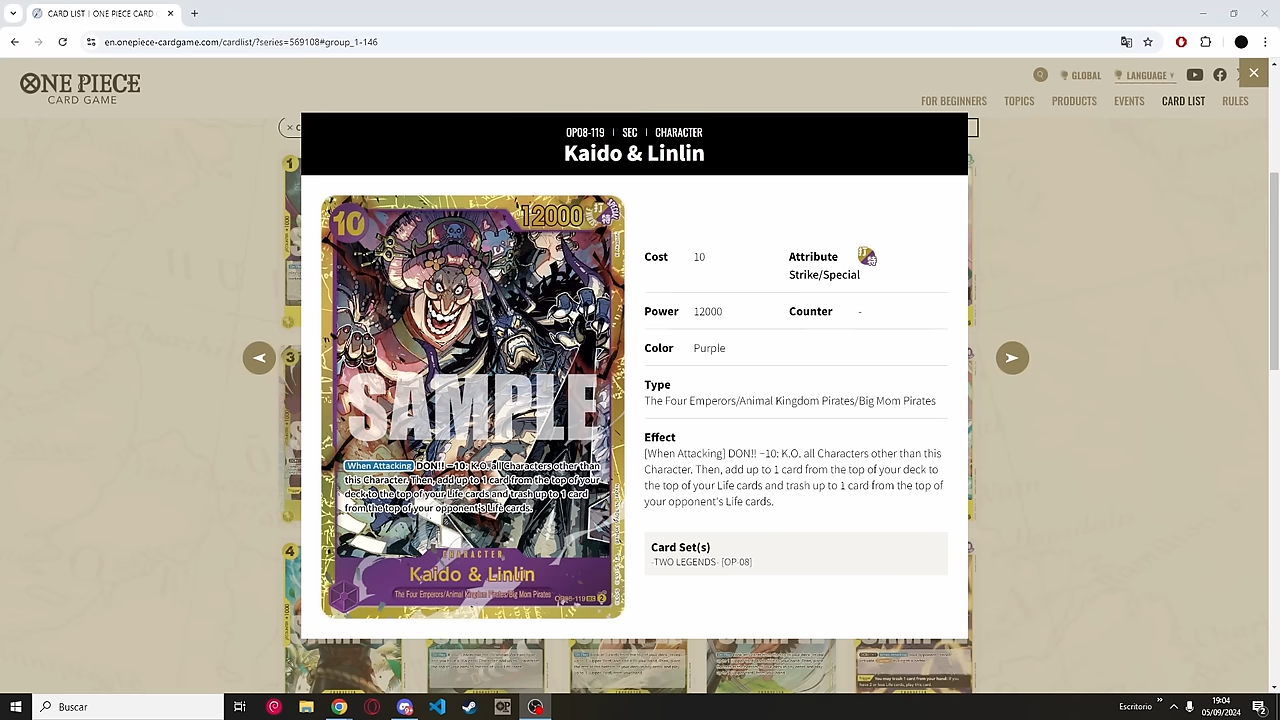 CARD LIST | ONE PIECE CARD
en.onepiece-cardgame.com/cardlist/?series=569108#group_1-146
ONE PIECE
CARD GAME
GLOBAL
LANGUAGE
FOR BEGINNERS
TOPICS
PRODUCTS
EVENTS
CARD LIST
RULES
OP08-119 | SEC | CHARACTER
Kaido & Linlin
10
12000
SAMPLE
[When Attacking] DON!! −10: K.O. all Characters other than
this Character. Then, add up to 1 card from the top of your
deck to the top of your Life cards and trash up to 1 card
from the top of your opponent's Life cards.
CHARACTER
Kaido & Linlin
The Four Emperors/Animal Kingdom Pirates/Big Mom Pirates
OP08-119
Cost 10
Attribute
Strike/Special
Power 12000
Counter -
Color Purple
Type
The Four Emperors/Animal Kingdom Pirates/Big Mom Pirates
Effect
[When Attacking] DON!! −10: K.O. all Characters other than this
Character. Then, add up to 1 card from the top of your deck to
the top of your Life cards and trash up to 1 card from the top of
your opponent's Life cards.
Card Set(s)
-TWO LEGENDS- [OP-08]
1
3
4
Buscar
OP
Escritorio
19:04
05/09/2024
2